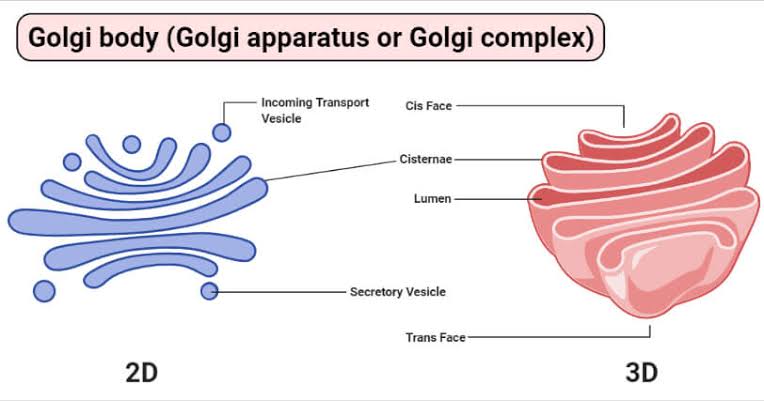 Golgi body (Golgi apparatus or Golgi complex)
Incoming Transport
Vesicle
Cis Face
Cisternae
Lumen
Secretory Vesicle
Trans Face
2D
3D